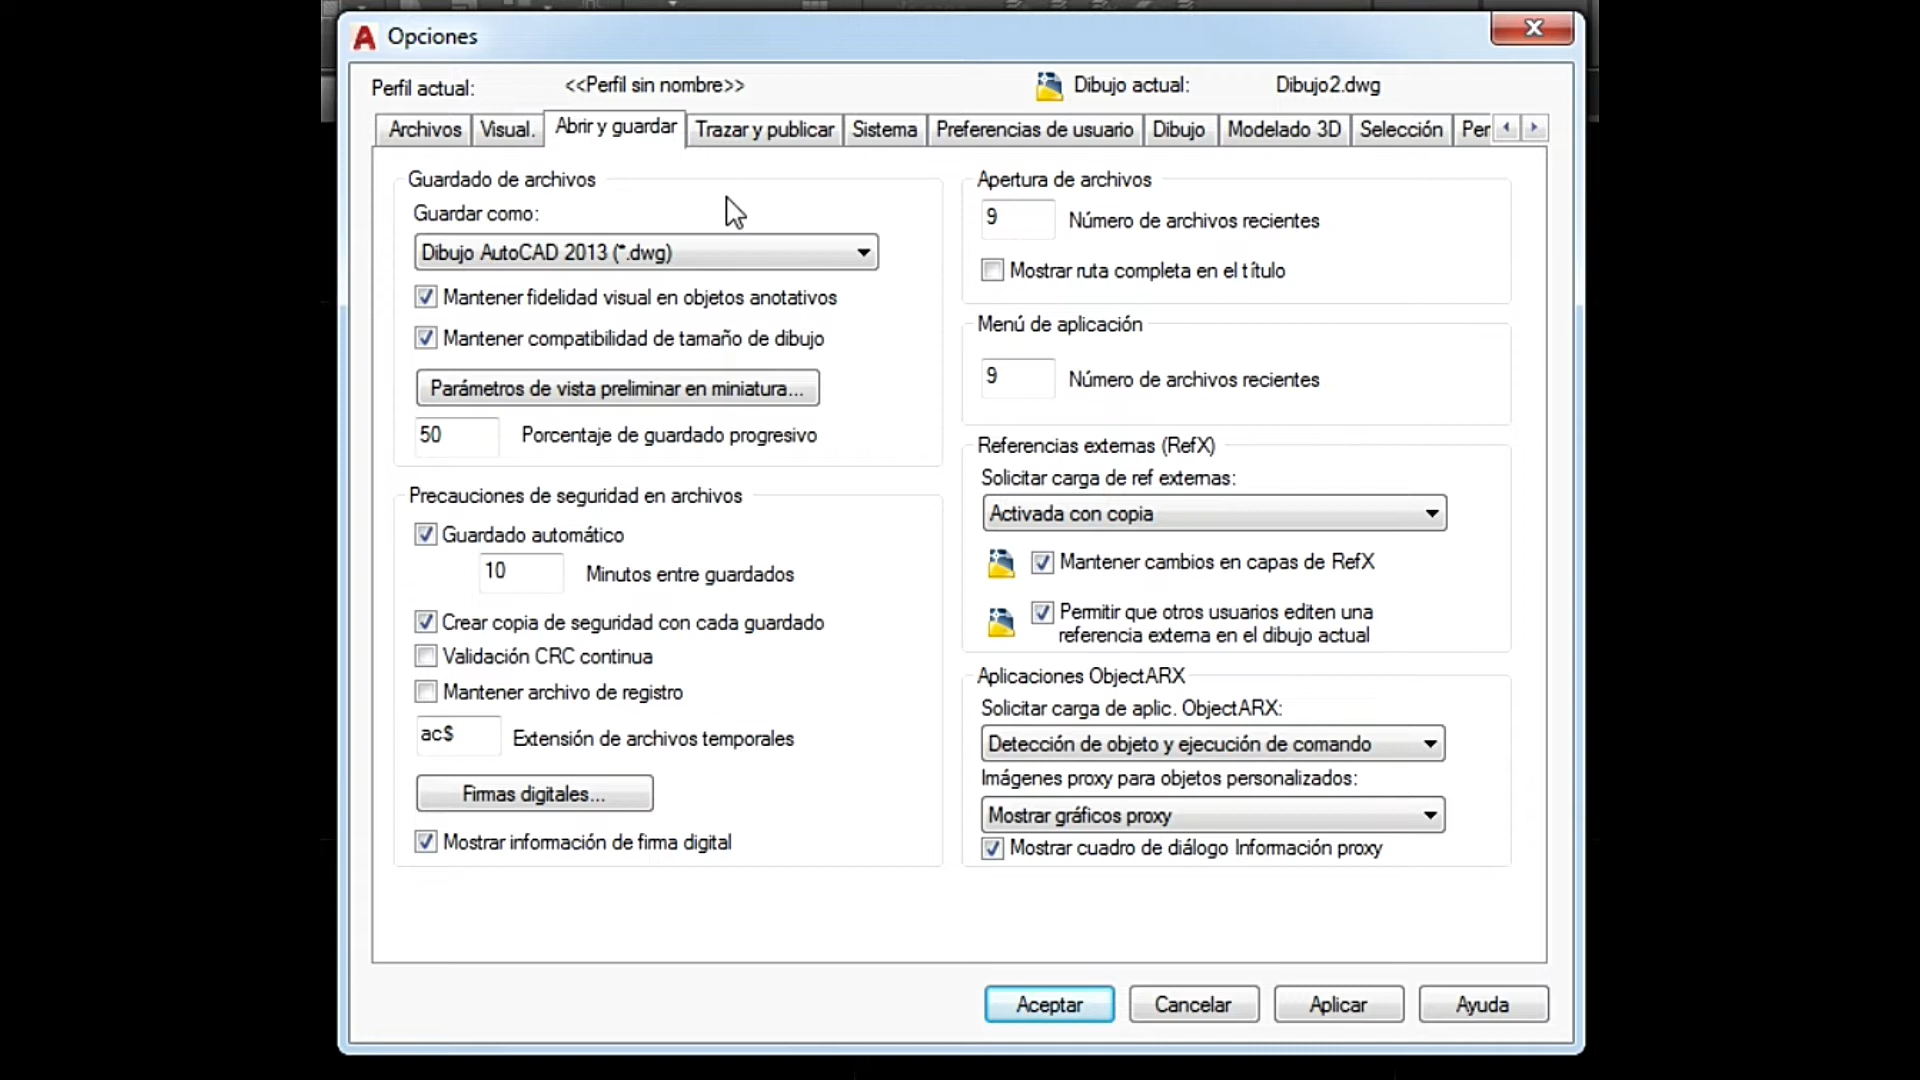 Opciones
Perfil actual: <<Perfil sin nombre>> Dibujo actual: Dibujo2.dwg
Archivos Visual. Abrir y guardar Trazar y publicar Sistema Preferencias de usuario Dibujo Modelado 3D Selección Per
Guardado de archivos
Guardar como:
Dibujo AutoCAD 2013 (*.dwg)
Mantener fidelidad visual en objetos anotativos
Mantener compatibilidad de tamaño de dibujo
Parámetros de vista preliminar en miniatura...
50 Porcentaje de guardado progresivo
Precauciones de seguridad en archivos
Guardado automático
10 Minutos entre guardados
Crear copia de seguridad con cada guardado
Validación CRC continua
Mantener archivo de registro
ac$ Extensión de archivos temporales
Firmas digitales...
Mostrar información de firma digital
Apertura de archivos
9 Número de archivos recientes
Mostrar ruta completa en el título
Menú de aplicación
9 Número de archivos recientes
Referencias externas (RefX)
Solicitar carga de ref externas:
Activada con copia
Mantener cambios en capas de RefX
Permitir que otros usuarios editen una
referencia externa en el dibujo actual
Aplicaciones ObjectARX
Solicitar carga de aplic. ObjectARX:
Detección de objeto y ejecución de comando
Imágenes proxy para objetos personalizados:
Mostrar gráficos proxy
Mostrar cuadro de diálogo Información proxy
Aceptar Cancelar Aplicar Ayuda